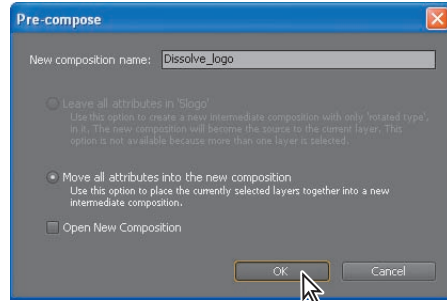 Pre-compose
New composition name: Dissolve_logo
Leave all attributes in '5logo'
Use this option to create a new intermediate composition with only 'rotated type',
in it. The new composition will become the source to the current layer. This
option is not available because more than one layer is selected.
Move all attributes into the new composition
Use this option to place the currently selected layers together into a new
intermediate composition.
Open New Composition
OK Cancel